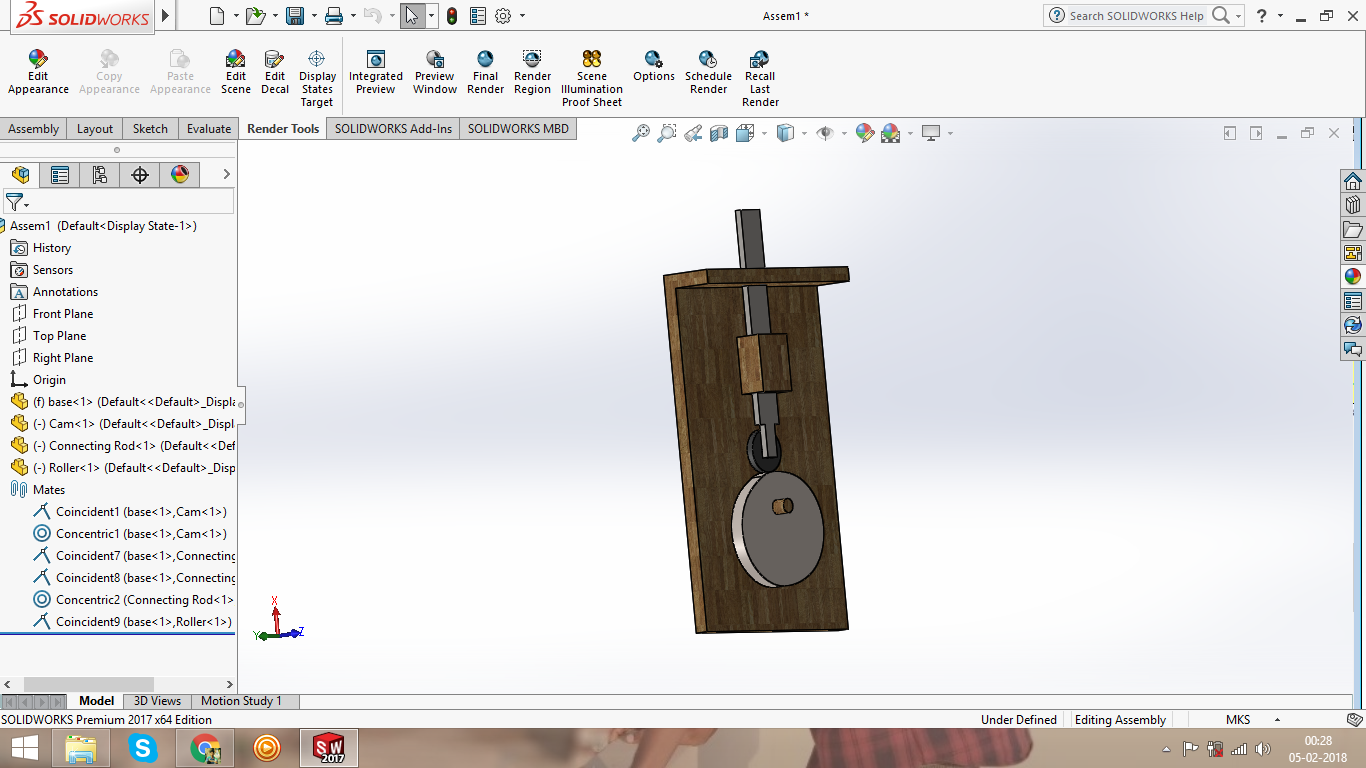 SOLIDWORKS
Assem1 *
Search SOLIDWORKS Help
?
Edit Appearance
Copy Appearance
Paste Appearance
Edit Scene
Edit Decal
Display States Target
Integrated Preview
Preview Window
Final Render
Render Region
Scene Illumination Proof Sheet
Options
Schedule Render
Recall Last Render
Assembly Layout Sketch Evaluate Render Tools SOLIDWORKS Add-Ins SOLIDWORKS MBD
Assem1 (Default<Display State-1>)
History
Sensors
A Annotations
Front Plane
Top Plane
Right Plane
Origin
(f) base<1> (Default<<Default>_Displa
(-) Cam<1> (Default<<Default>_Displ
(-) Connecting Rod<1> (Default<<Def
(-) Roller<1> (Default<<Default>_Disp
Mates
Coincident1 (base<1>,Cam<1>)
Concentric1 (base<1>,Cam<1>)
Coincident7 (base<1>,Connecting
Coincident8 (base<1>,Connecting
Concentric2 (Connecting Rod<1>
Coincident9 (base<1>,Roller<1>)
X
Y
Z
Model 3D Views Motion Study 1
SOLIDWORKS Premium 2017 x64 Edition
Under Defined Editing Assembly MKS
S
SW
2017
00:28
05-02-2018